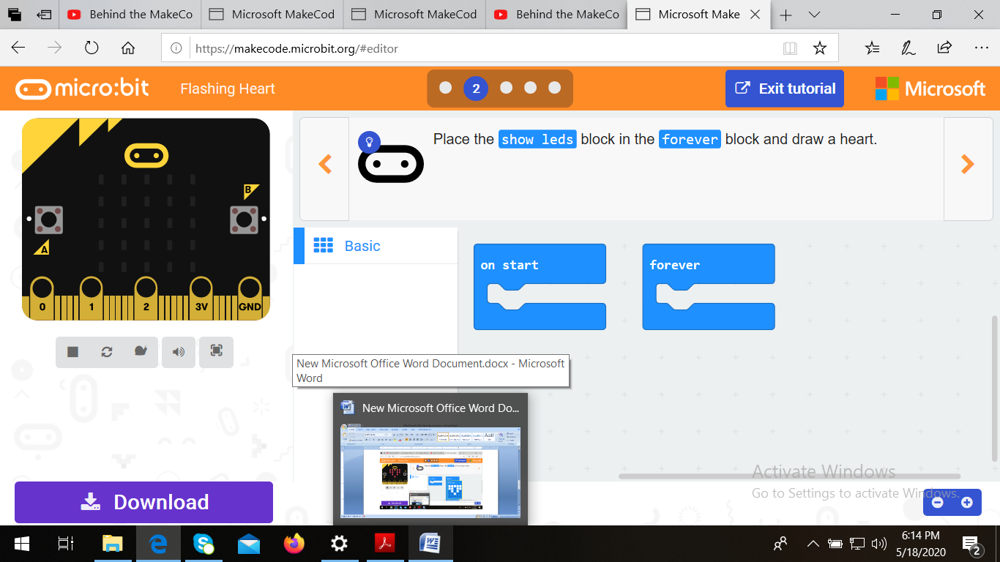 Behind the MakeCo
Microsoft MakeCod
Microsoft MakeCod
Behind the MakeCo
Microsoft Make
https://makecode.microbit.org/#editor
micro:bit
Flashing Heart
2
Exit tutorial
Microsoft
Place the show leds block in the forever block and draw a heart.
B
A
0 1 2 3V GND
Basic
on start
forever
New Microsoft Office Word Document.docx - Microsoft
Word
New Microsoft Office Word Do...
Activate Windows
Go to Settings to activate Windows.
Download
6:14 PM
5/18/2020
2